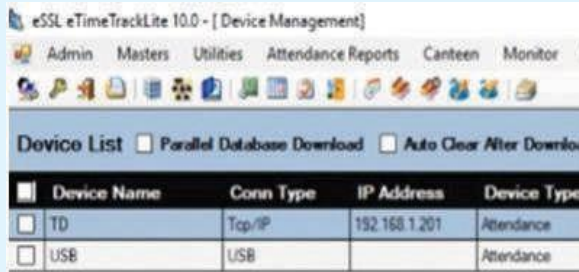 eSSL eTimeTrackLite 10.0 - [ Device Management]
Admin Masters Utilities Attendance Reports Canteen Monitor
Device List Parallel Database Download Auto Clear After Downloa
Device Name Conn Type IP Address Device Type
TD Tcp/IP 192.168.1.201 Attendance
USB USB Attendance